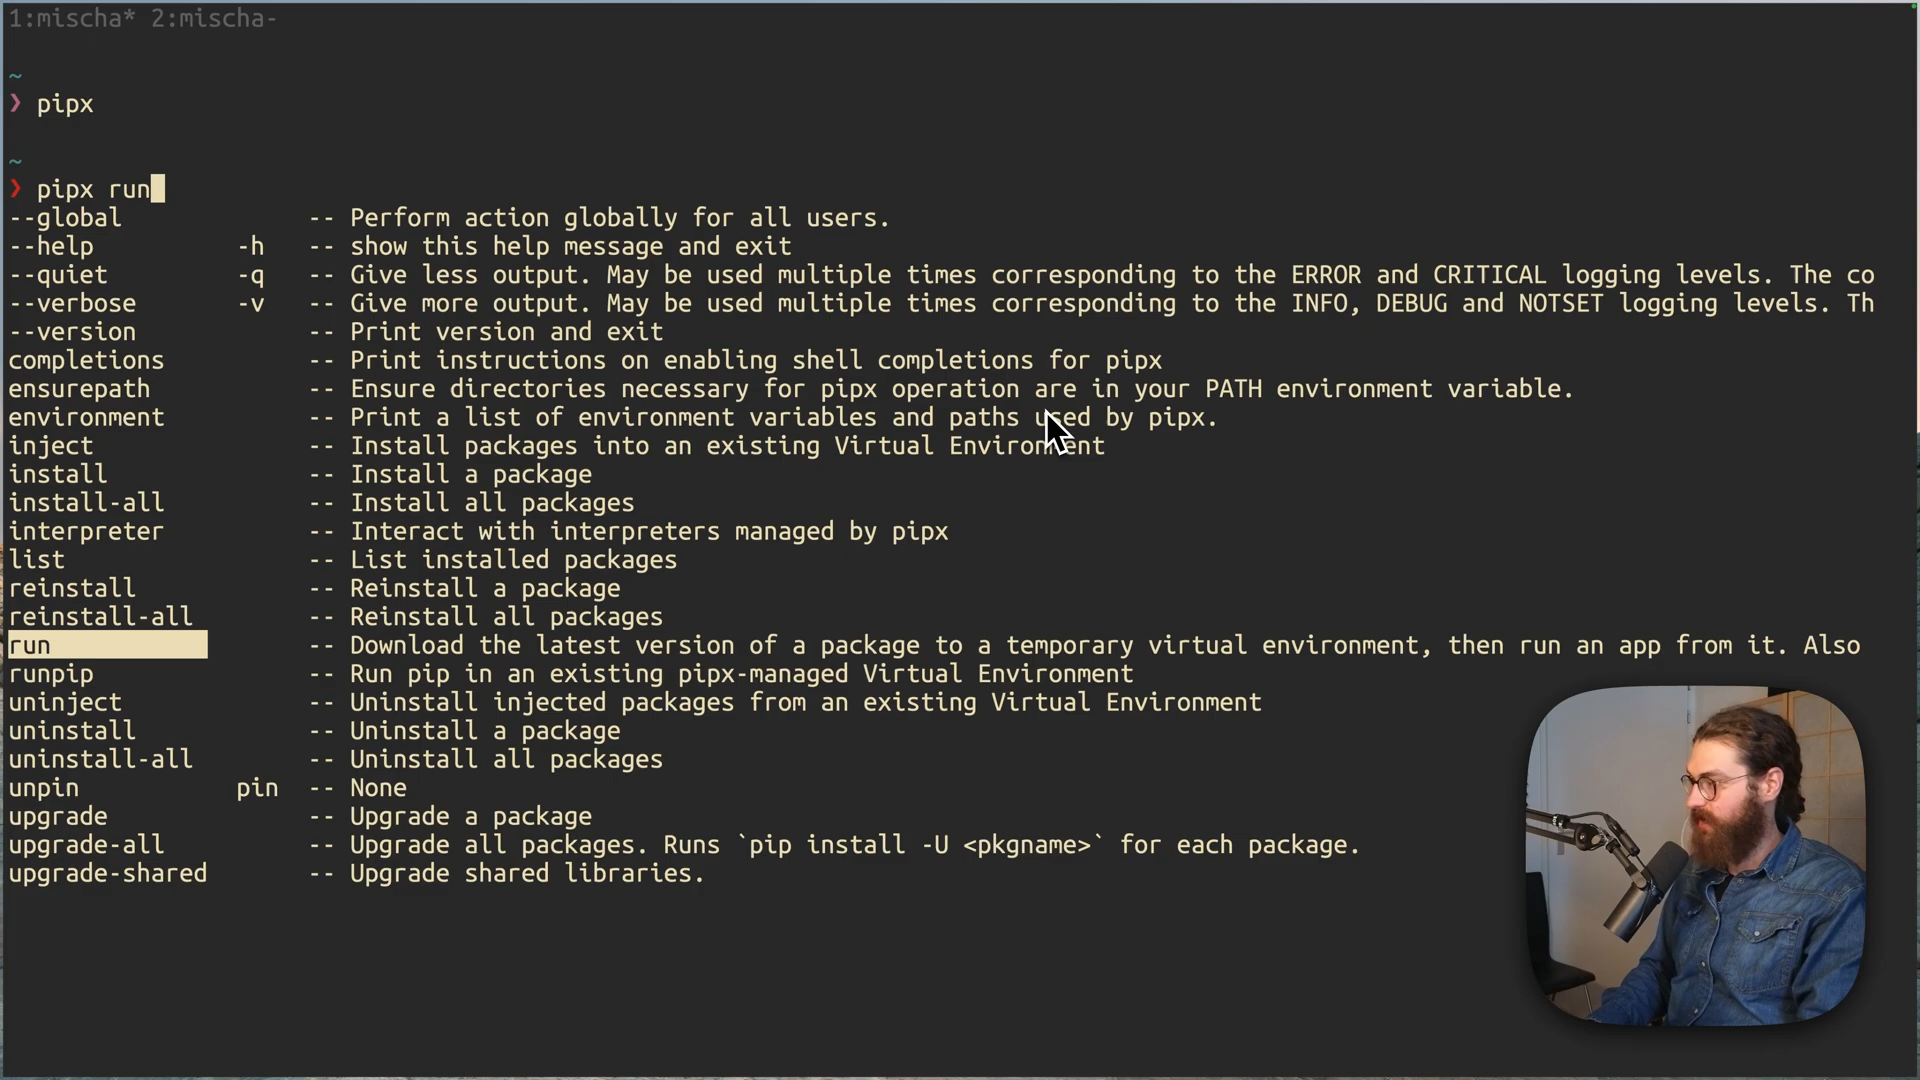 1:mischa* 2:mischa-
~
❯ pipx
~
❯ pipx run
--global -- Perform action globally for all users.
--help -h -- show this help message and exit
--quiet -q -- Give less output. May be used multiple times corresponding to the ERROR and CRITICAL logging levels. The co
--verbose -v -- Give more output. May be used multiple times corresponding to the INFO, DEBUG and NOTSET logging levels. Th
--version -- Print version and exit
completions -- Print instructions on enabling shell completions for pipx
ensurepath -- Ensure directories necessary for pipx operation are in your PATH environment variable.
environment -- Print a list of environment variables and paths used by pipx.
inject -- Install packages into an existing Virtual Environment
install -- Install a package
install-all -- Install all packages
interpreter -- Interact with interpreters managed by pipx
list -- List installed packages
reinstall -- Reinstall a package
reinstall-all -- Reinstall all packages
run -- Download the latest version of a package to a temporary virtual environment, then run an app from it. Also
runpip -- Run pip in an existing pipx-managed Virtual Environment
uninject -- Uninstall injected packages from an existing Virtual Environment
uninstall -- Uninstall a package
uninstall-all -- Uninstall all packages
unpin pin -- None
upgrade -- Upgrade a package
upgrade-all -- Upgrade all packages. Runs `pip install -U <pkgname>` for each package.
upgrade-shared -- Upgrade shared libraries.